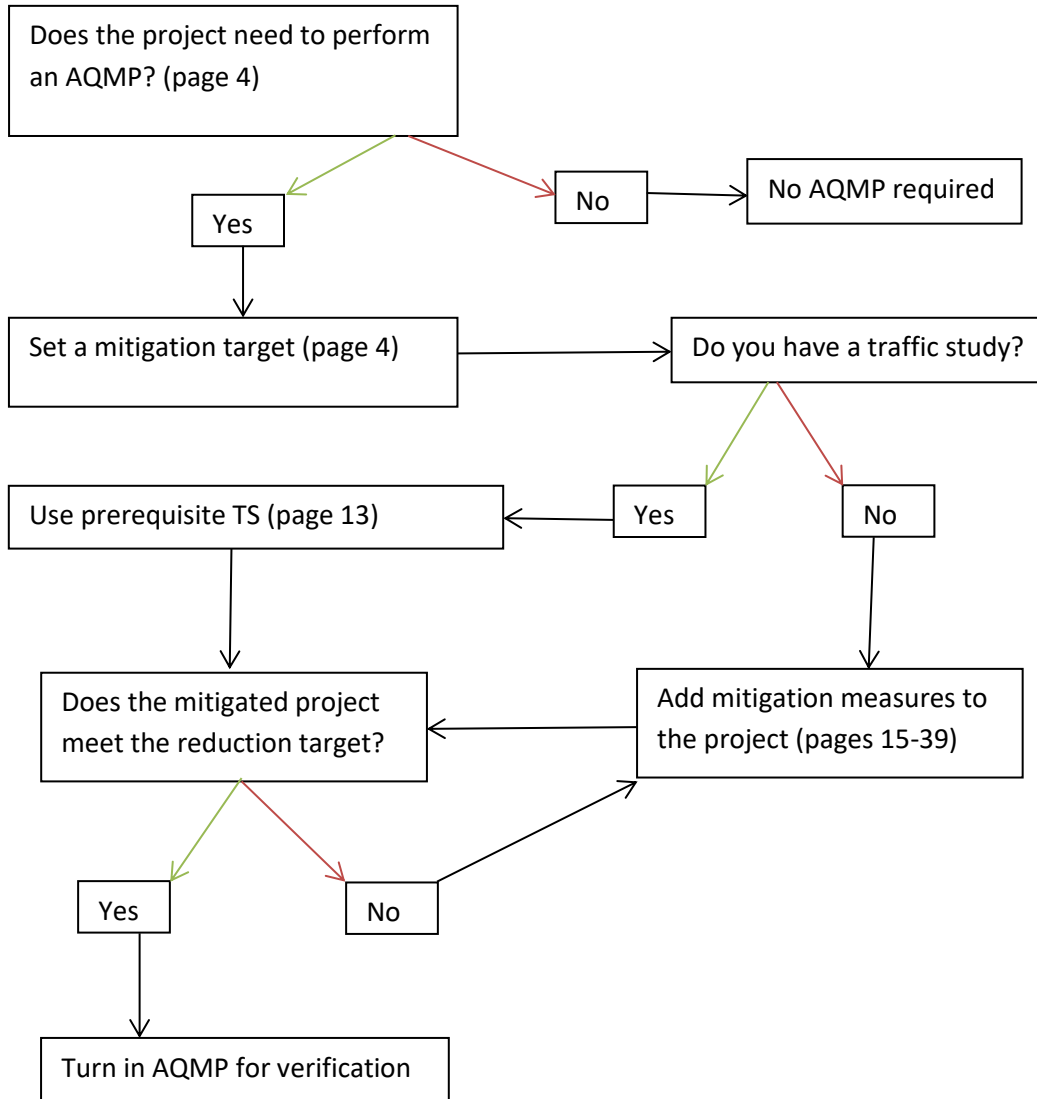 Does the project need to perform
an AQMP? (page 4)
No
No AQMP required
Yes
Set a mitigation target (page 4)
Do you have a traffic study?
Use prerequisite TS (page 13)
Yes
No
Does the mitigated project
meet the reduction target?
Add mitigation measures to
the project (pages 15-39)
Yes
No
Turn in AQMP for verification